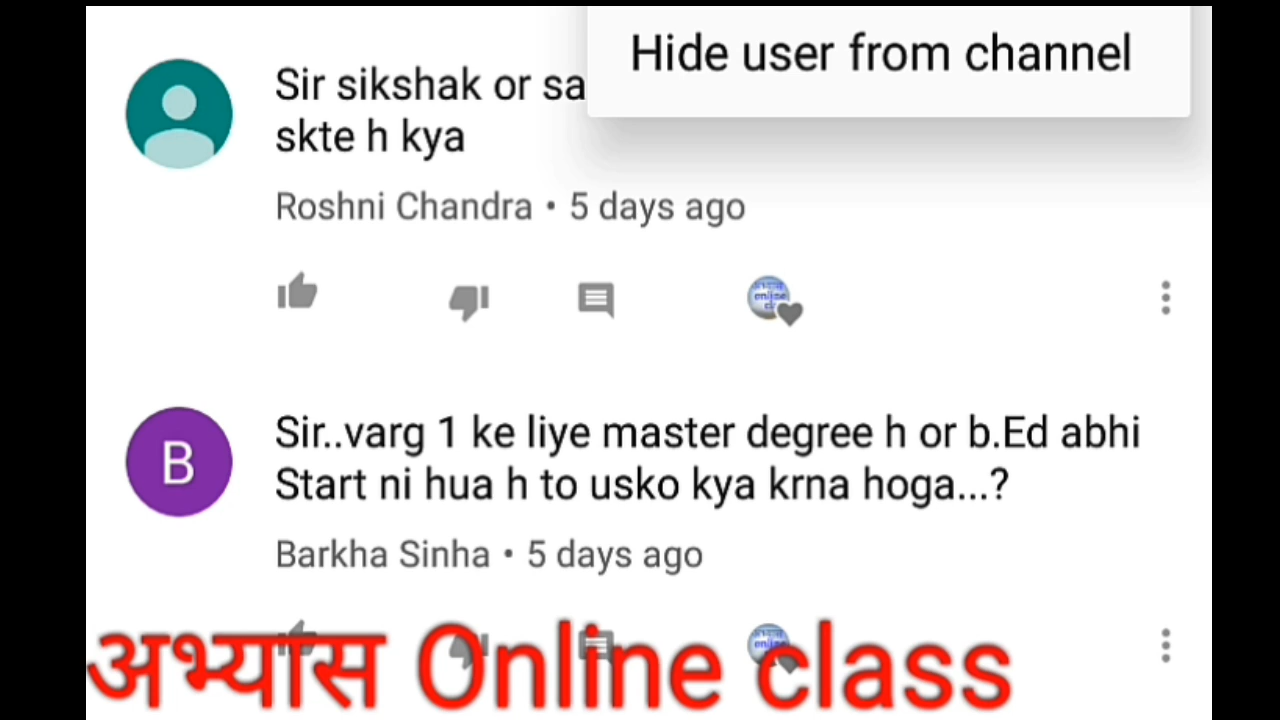 Hide user from channel
Sir sikshak or sa
skte h kya
Roshni Chandra • 5 days ago
B
Sir..varg 1 ke liye master degree h or b.Ed abhi
Start ni hua h to usko kya krna hoga...?
Barkha Sinha • 5 days ago
अभ्यास Online class